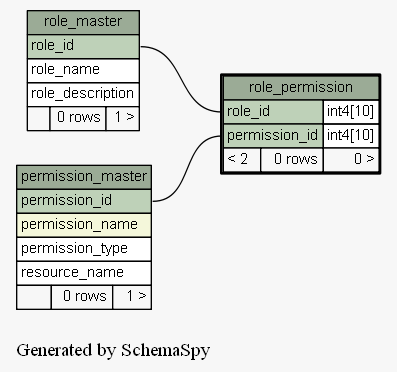 role_master
role_id
role_name
role_description
0 rows 1 >
role_permission
role_id int4[10]
permission_id int4[10]
< 2 0 rows 0 >
permission_master
permission_id
permission_name
permission_type
resource_name
0 rows 1 >
Generated by SchemaSpy